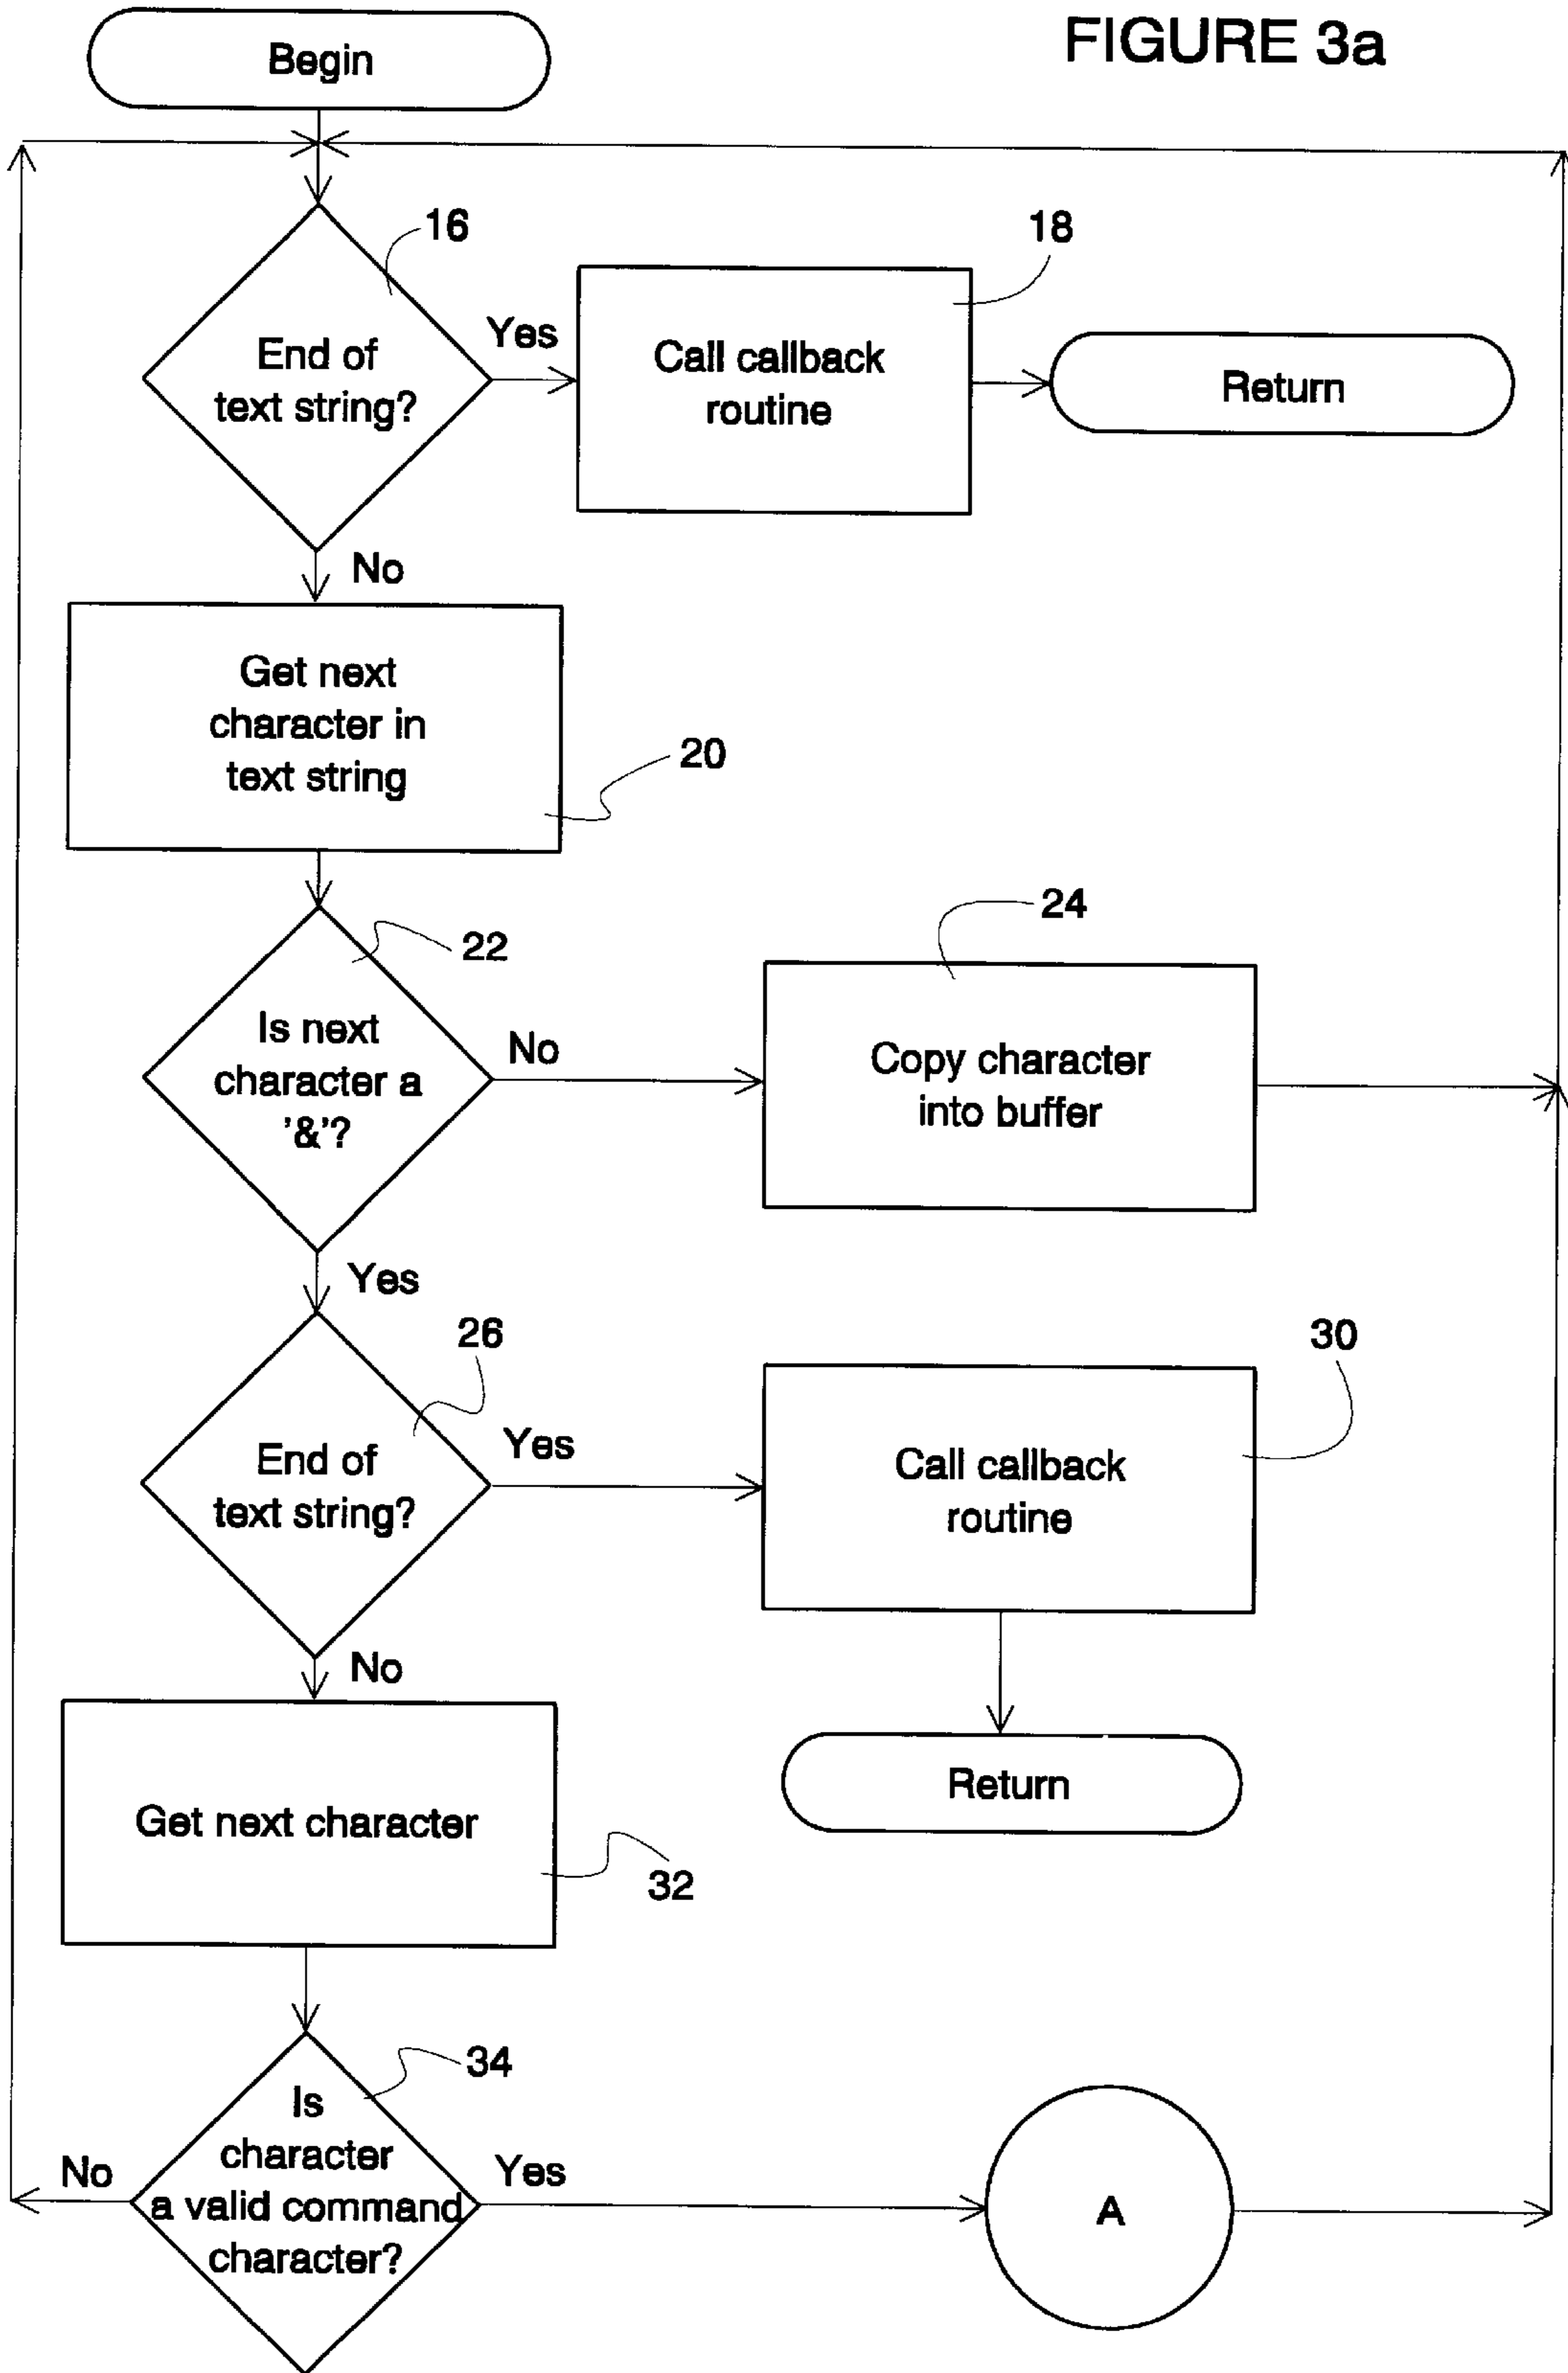 FIGURE 3a
Begin
16
End of
text string?
Yes
18
Call callback
routine
Return
No
Get next
character in
text string
20
22
Is next
character a
'&'?
No
24
Copy character
into buffer
Yes
26
End of
text string?
Yes
30
Call callback
routine
Return
No
Get next character
32
34
Is
character
a valid command
character?
No
Yes
A